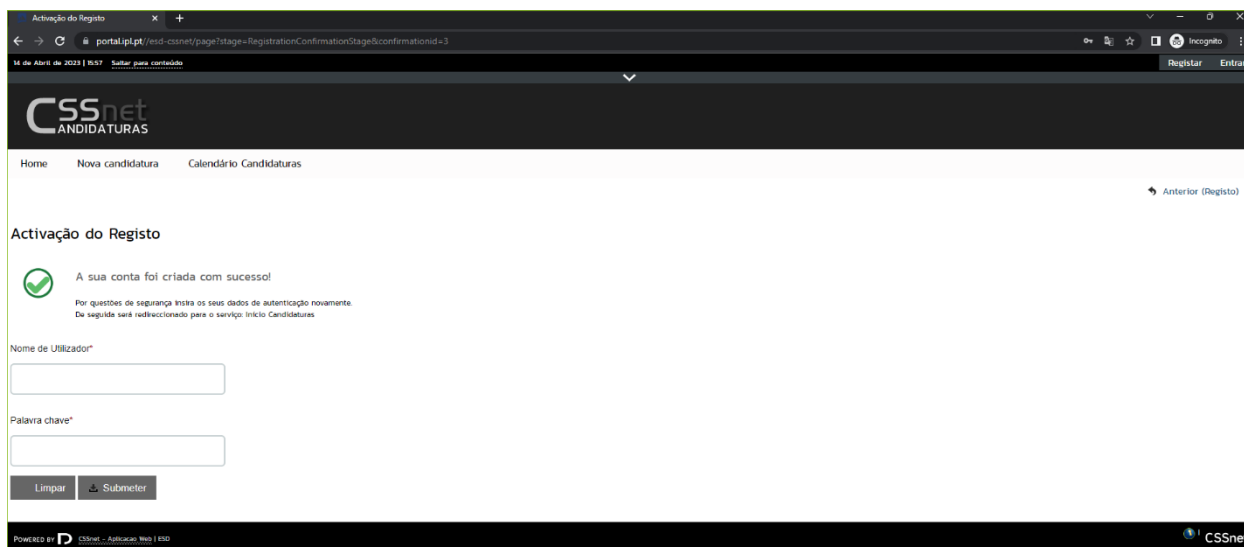 Activação do Registo
portal.ipl.pt//esd-cssnet/page?stage=RegistrationConfirmationStage&confirmationid=3
Incognito
14 de Abril de 2023 | 15:57 Saltar para conteúdo
Registar Entrar
CSSnet
CANDIDATURAS
Home Nova candidatura Calendário Candidaturas
Anterior (Registo)
Activação do Registo
A sua conta foi criada com sucesso!
Por questões de segurança insira os seus dados de autenticação novamente.
De seguida será redireccionado para o serviço: Inicio Candidaturas
Nome de Utilizador*
Palavra chave*
Limpar Submeter
POWERED BY CSSnet - Aplicacao Web | ESD
CSSnet